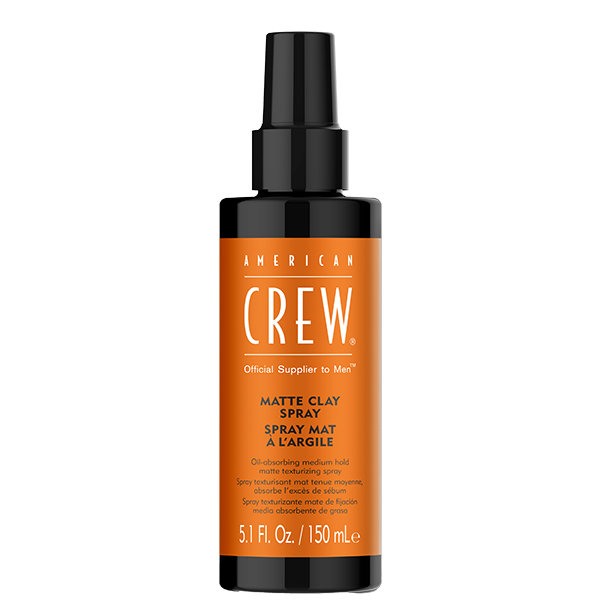 AMERICAN
CREW®
Official Supplier to Men™
MATTE CLAY
SPRAY
SPRAY MAT
À L'ARGILE
Oil-absorbing medium hold
matte texturizing spray
Spray texturisant mat tenue moyenne,
absorbe l'excès de sébum
Spray texturizante mate de fijación
media absorbente de grasa
5.1 Fl. Oz. / 150 mL℮